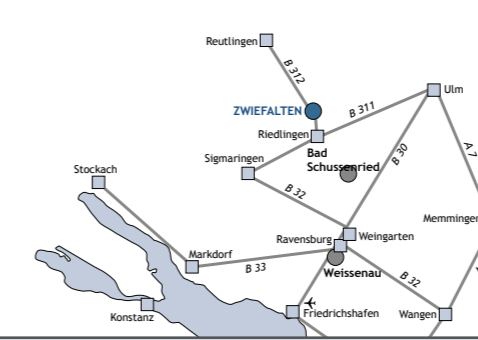 Reutlingen
B 312
Ulm
ZWIEFALTEN
B 311
Riedlingen
Bad
Schussenried
B 30
A 7
Sigmaringen
Stockach
B 32
Memmingen
Ravensburg
Weingarten
Markdorf
B 33
Weissenau
B 32
Konstanz
Friedrichshafen
Wangen